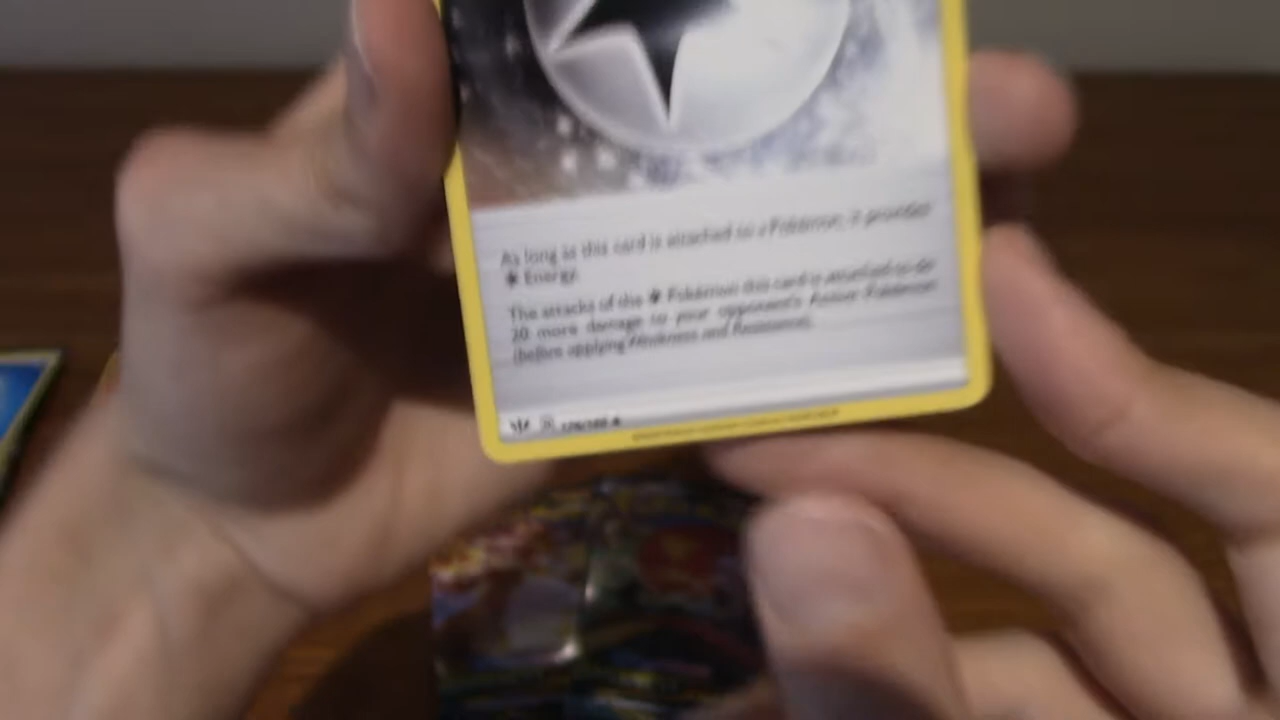 As long as this card is attached to a Pokémon, it provides
Energy.
The attacks of the Pokémon this card is attached to do
20 more damage to your opponent's Active Pokémon
(before applying Weakness and Resistance).